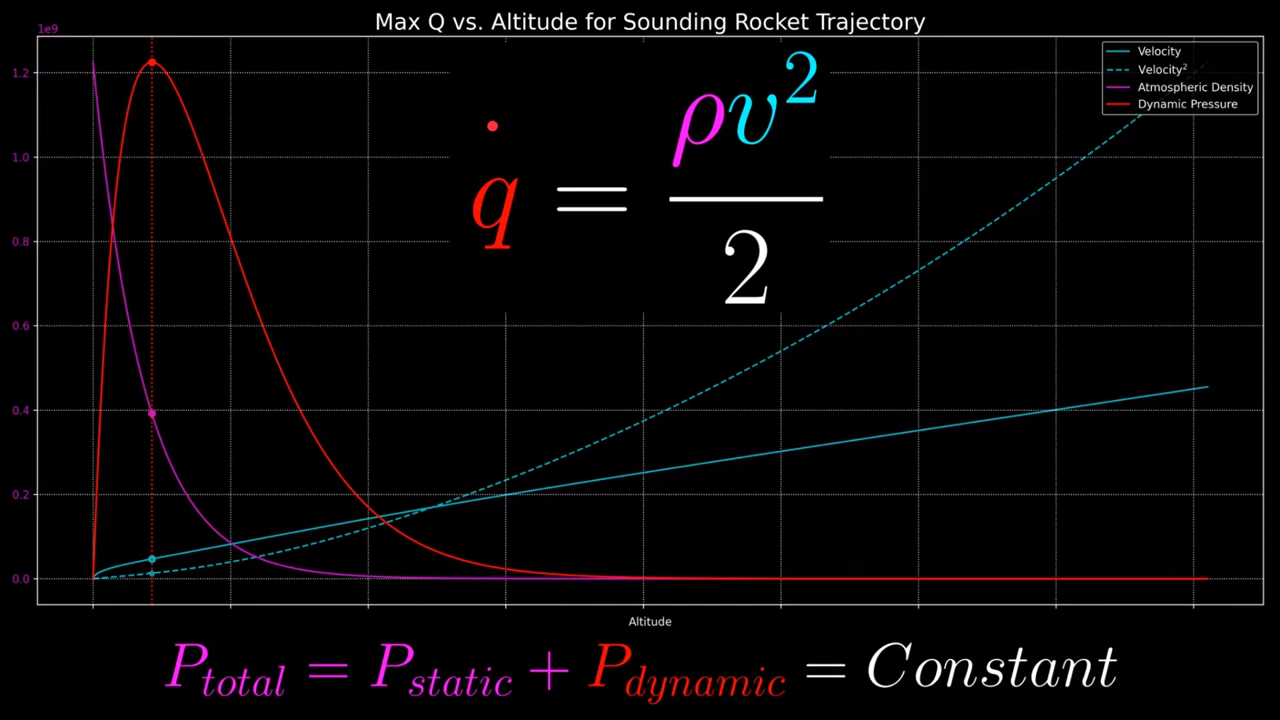 Max Q vs. Altitude for Sounding Rocket Trajectory
1e9
1.2
1.0
0.8
0.6
0.4
0.2
0.0
Velocity
Velocity²
Atmospheric Density
Dynamic Pressure
q̇ = ρv²/2
Altitude
P_total = P_static + P_dynamic = Constant